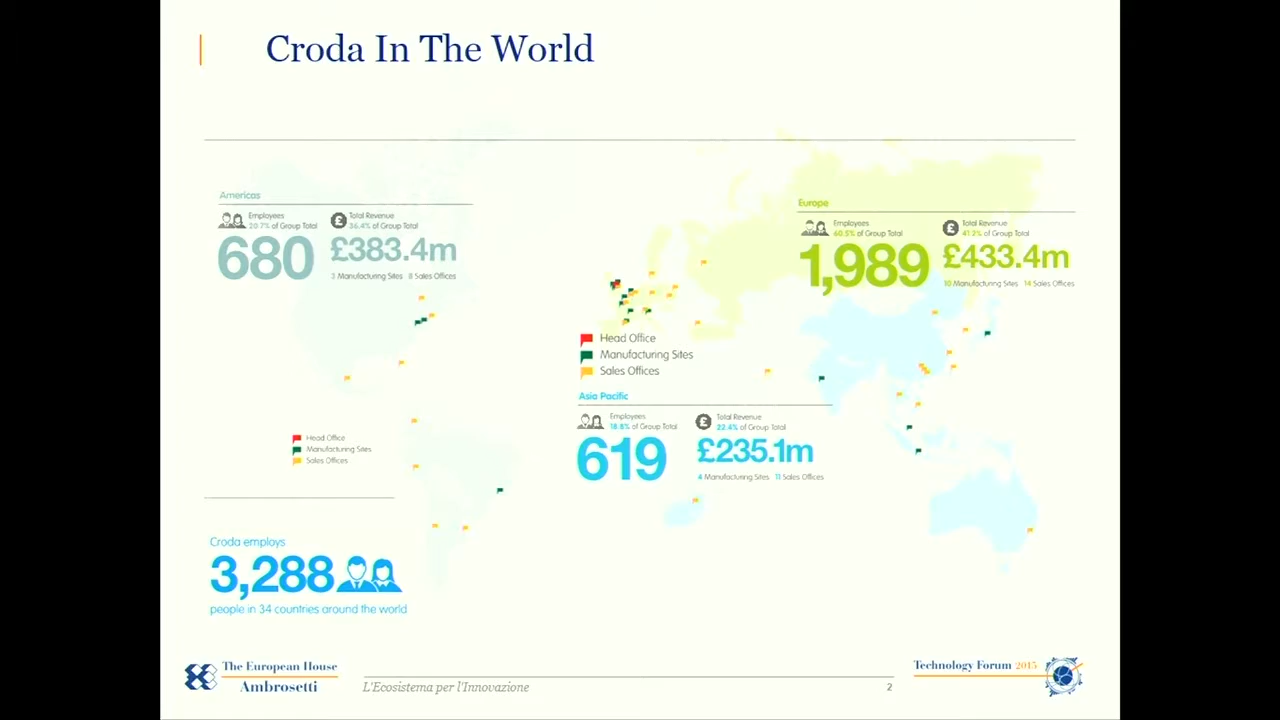 Croda In The World
Americas
Employees
20.7% of Group Total
680
£
Total Revenue
36.4% of Group Total
£383.4m
3 Manufacturing Sites 8 Sales Offices
Europe
Employees
60.5% of Group Total
1,989
£
Total Revenue
41.2% of Group Total
£433.4m
10 Manufacturing Sites 14 Sales Offices
Head Office
Manufacturing Sites
Sales Offices
Asia Pacific
Employees
18.8% of Group Total
619
£
Total Revenue
22.4% of Group Total
£235.1m
4 Manufacturing Sites 11 Sales Offices
Head Office
Manufacturing Sites
Sales Offices
Croda employs
3,288
people in 34 countries around the world
The European House
Ambrosetti
L'Ecosistema per l'Innovazione
2
Technology Forum 2015